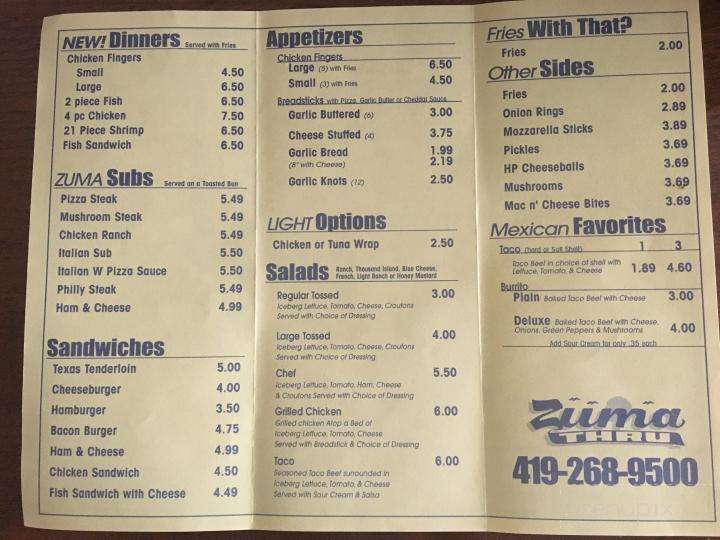 NEW! Dinners Served with Fries
Chicken Fingers
Small 4.50
Large 6.50
2 piece Fish 6.50
4 pc Chicken 7.50
21 Piece Shrimp 6.50
Fish Sandwich 6.50
ZUMA Subs Served on a Toasted Bun
Pizza Steak 5.49
Mushroom Steak 5.49
Chicken Ranch 5.49
Italian Sub 5.50
Italian W Pizza Sauce 5.50
Philly Steak 5.49
Ham & Cheese 4.99
Sandwiches
Texas Tenderloin 5.00
Cheeseburger 4.00
Hamburger 3.50
Bacon Burger 4.75
Ham & Cheese 4.99
Chicken Sandwich 4.50
Fish Sandwich with Cheese 4.49
Appetizers
Chicken Fingers
Large (5) with Fries 6.50
Small (3) with Fries 4.50
Breadsticks with Pizza, Garlic Butter or Cheddar Sauce
Garlic Buttered (6) 3.00
Cheese Stuffed (4) 3.75
Garlic Bread 1.99
(8" with Cheese) 2.19
Garlic Knots (12) 2.50
LIGHT Options
Chicken or Tuna Wrap 2.50
Salads Ranch, Thousand Island, Blue Cheese,
French, Light Ranch or Honey Mustard
Regular Tossed 3.00
Iceberg Lettuce, Tomato, Cheese, Croutons
Served with Choice of Dressing
Large Tossed 4.00
Iceberg Lettuce, Tomato, Cheese, Croutons
Served with Choice of Dressing
Chef 5.50
Iceberg Lettuce, Tomato, Ham, Cheese
& Croutons Served with Choice of Dressing
Grilled Chicken 6.00
Grilled chicken Atop a Bed of
Iceberg Lettuce, Tomato, Cheese
Served with Breadstick & Choice of Dressing
Taco 6.00
Seasoned Taco Beef surrounded in
Iceberg Lettuce, Tomato, & Cheese
Served with Sour Cream & Salsa
Fries With That?
Fries 2.00
Other Sides
Fries 2.00
Onion Rings 2.89
Mozzarella Sticks 3.89
Pickles 3.69
HP Cheeseballs 3.69
Mushrooms 3.69
Mac n' Cheese Bites 3.69
Mexican Favorites
Taco (hard or Soft Shell) 1 3
Taco Beef in choice of shell with
Lettuce, Tomato, & Cheese 1.89 4.60
Burrito
Plain Baked Taco Beef with Cheese 3.00
Deluxe Baked Taco Beef with Cheese,
Onions, Green Peppers & Mushrooms 4.00
Add Sour Cream for only .35 each
Zuma
THRU
419-268-9500